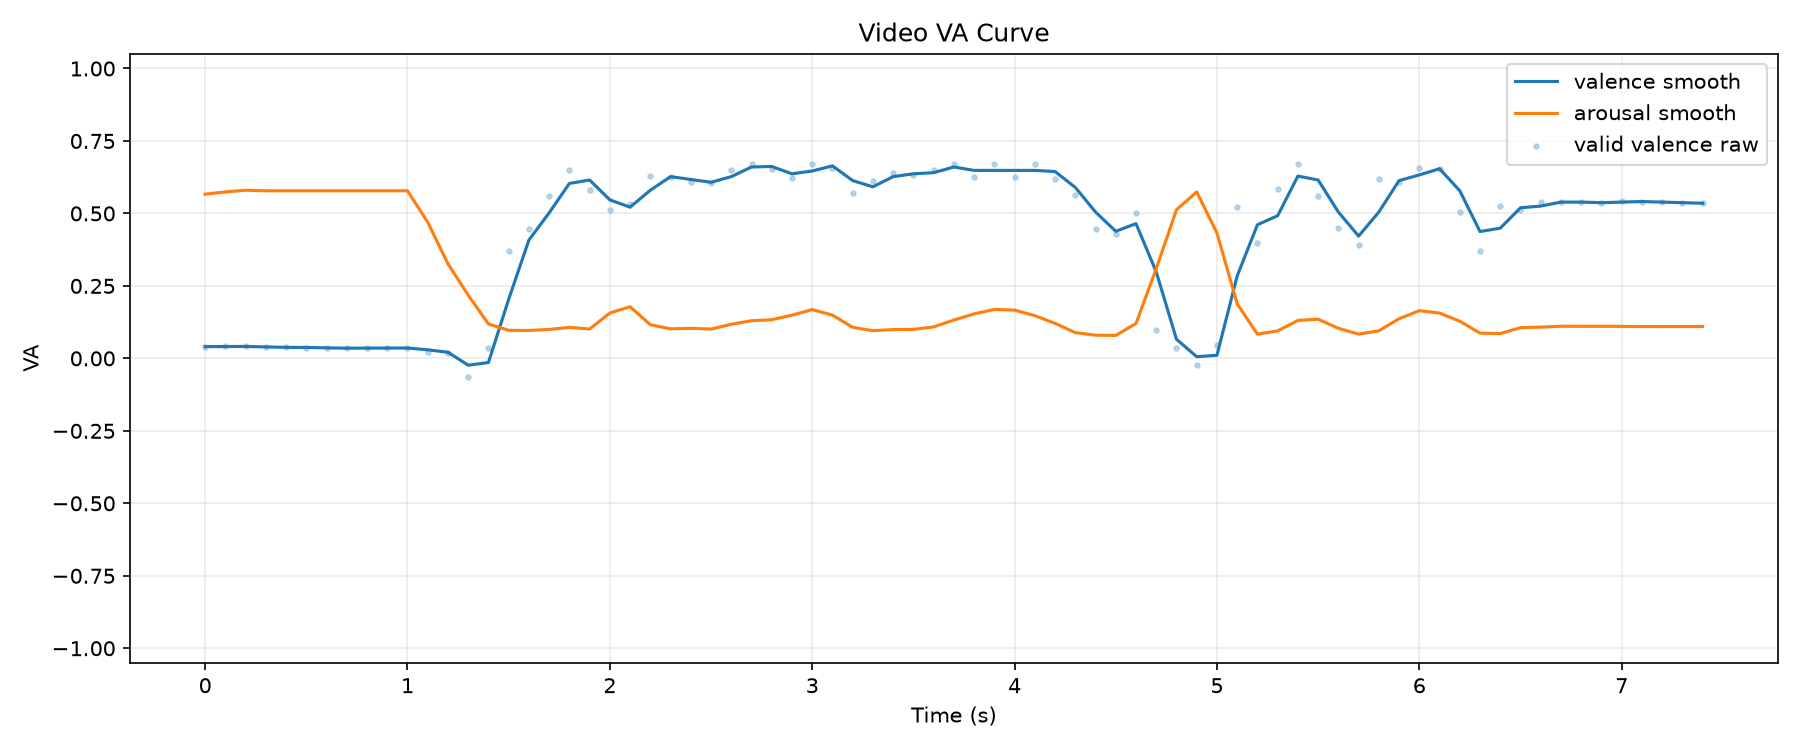 Video VA Curve
valence smooth
arousal smooth
valid valence raw
1.00
0.75
0.50
0.25
0.00
−0.25
−0.50
−0.75
−1.00
VA
0 1 2 3 4 5 6 7
Time (s)